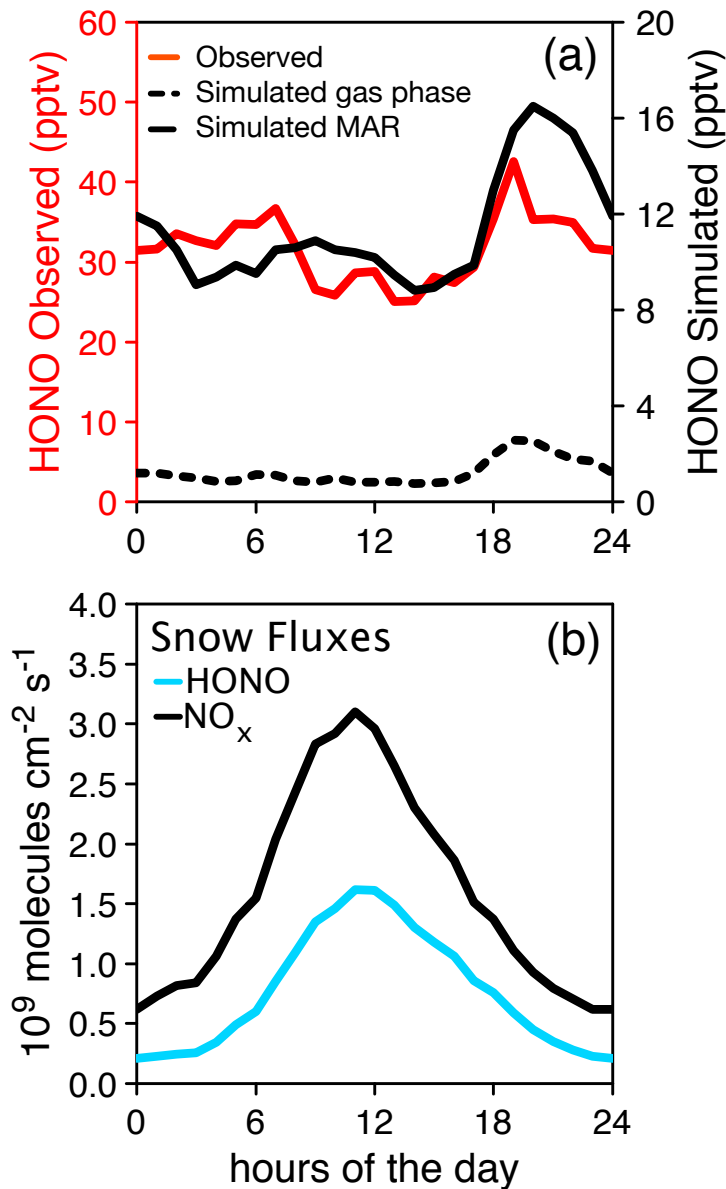 (a)
Observed
Simulated gas phase
Simulated MAR
HONO Observed (pptv)
60
50
40
30
20
10
0
HONO Simulated (pptv)
20
16
12
8
4
0
0 6 12 18 24
(b)
Snow Fluxes
HONO
NOx
10⁹ molecules cm⁻² s⁻¹
4.0
3.5
3.0
2.5
2.0
1.5
1.0
0.5
0.0
0 6 12 18 24
hours of the day